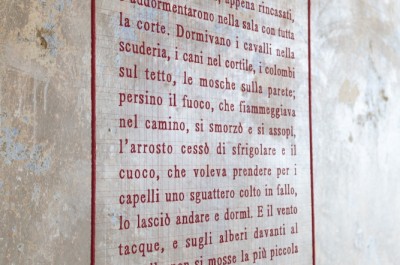 appena rincasati,
addormentarono nella sala con tutta
la corte. Dormivano i cavalli nella
scuderia, i cani nel cortile, i colombi
sul tetto, le mosche sulla parete;
persino il fuoco, che fiammeggiava
nel camino, si smorzò e si assopì,
l'arrosto cessò di sfrigolare e il
cuoco, che voleva prendere per i
capelli uno sguattero colto in fallo,
lo lasciò andare e dormì. E il vento
tacque, e sugli alberi davanti al
non si mosse la più piccola